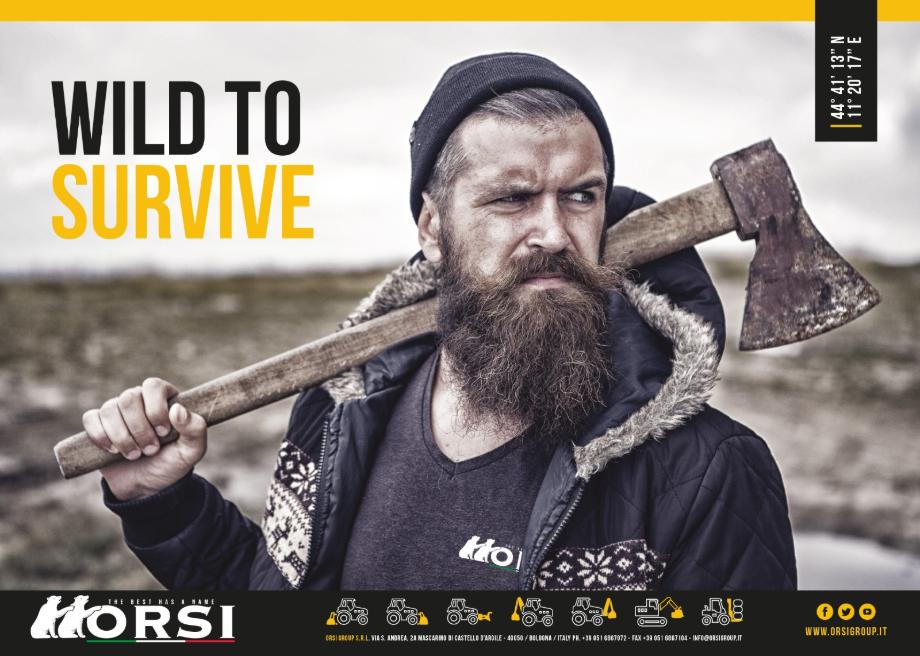 44° 41' 13" N
11° 20' 17" E
WILD TO
SURVIVE
ORSI
THE BEST HAS A NAME
ORSI
ORSI GROUP S.R.L. VIA S. ANDREA, 2A MASCARINO DI CASTELLO D'ARGILE - 40050 / BOLOGNA / ITALY PH. +39 051 6867072 - FAX +39 051 6867104 - INFO@ORSIGROUP.IT
WWW.ORSIGROUP.IT